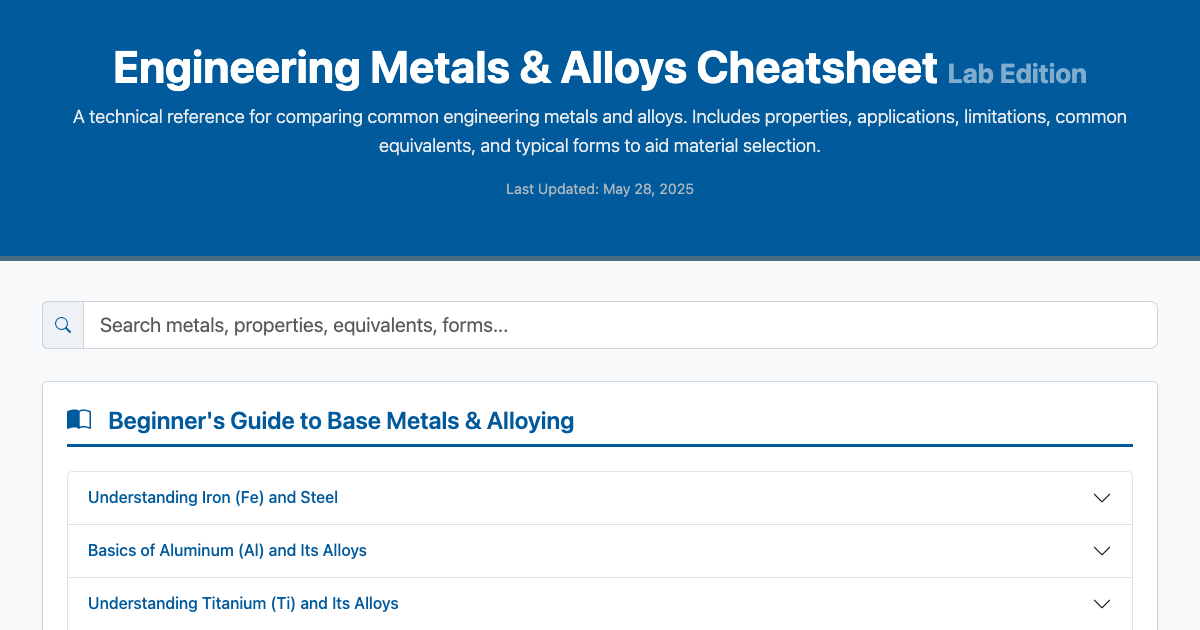 Engineering Metals & Alloys Cheatsheet Lab Edition
A technical reference for comparing common engineering metals and alloys. Includes properties, applications, limitations, common
equivalents, and typical forms to aid material selection.
Last Updated: May 28, 2025
Search metals, properties, equivalents, forms...
Beginner's Guide to Base Metals & Alloying
Understanding Iron (Fe) and Steel
Basics of Aluminum (Al) and Its Alloys
Understanding Titanium (Ti) and Its Alloys